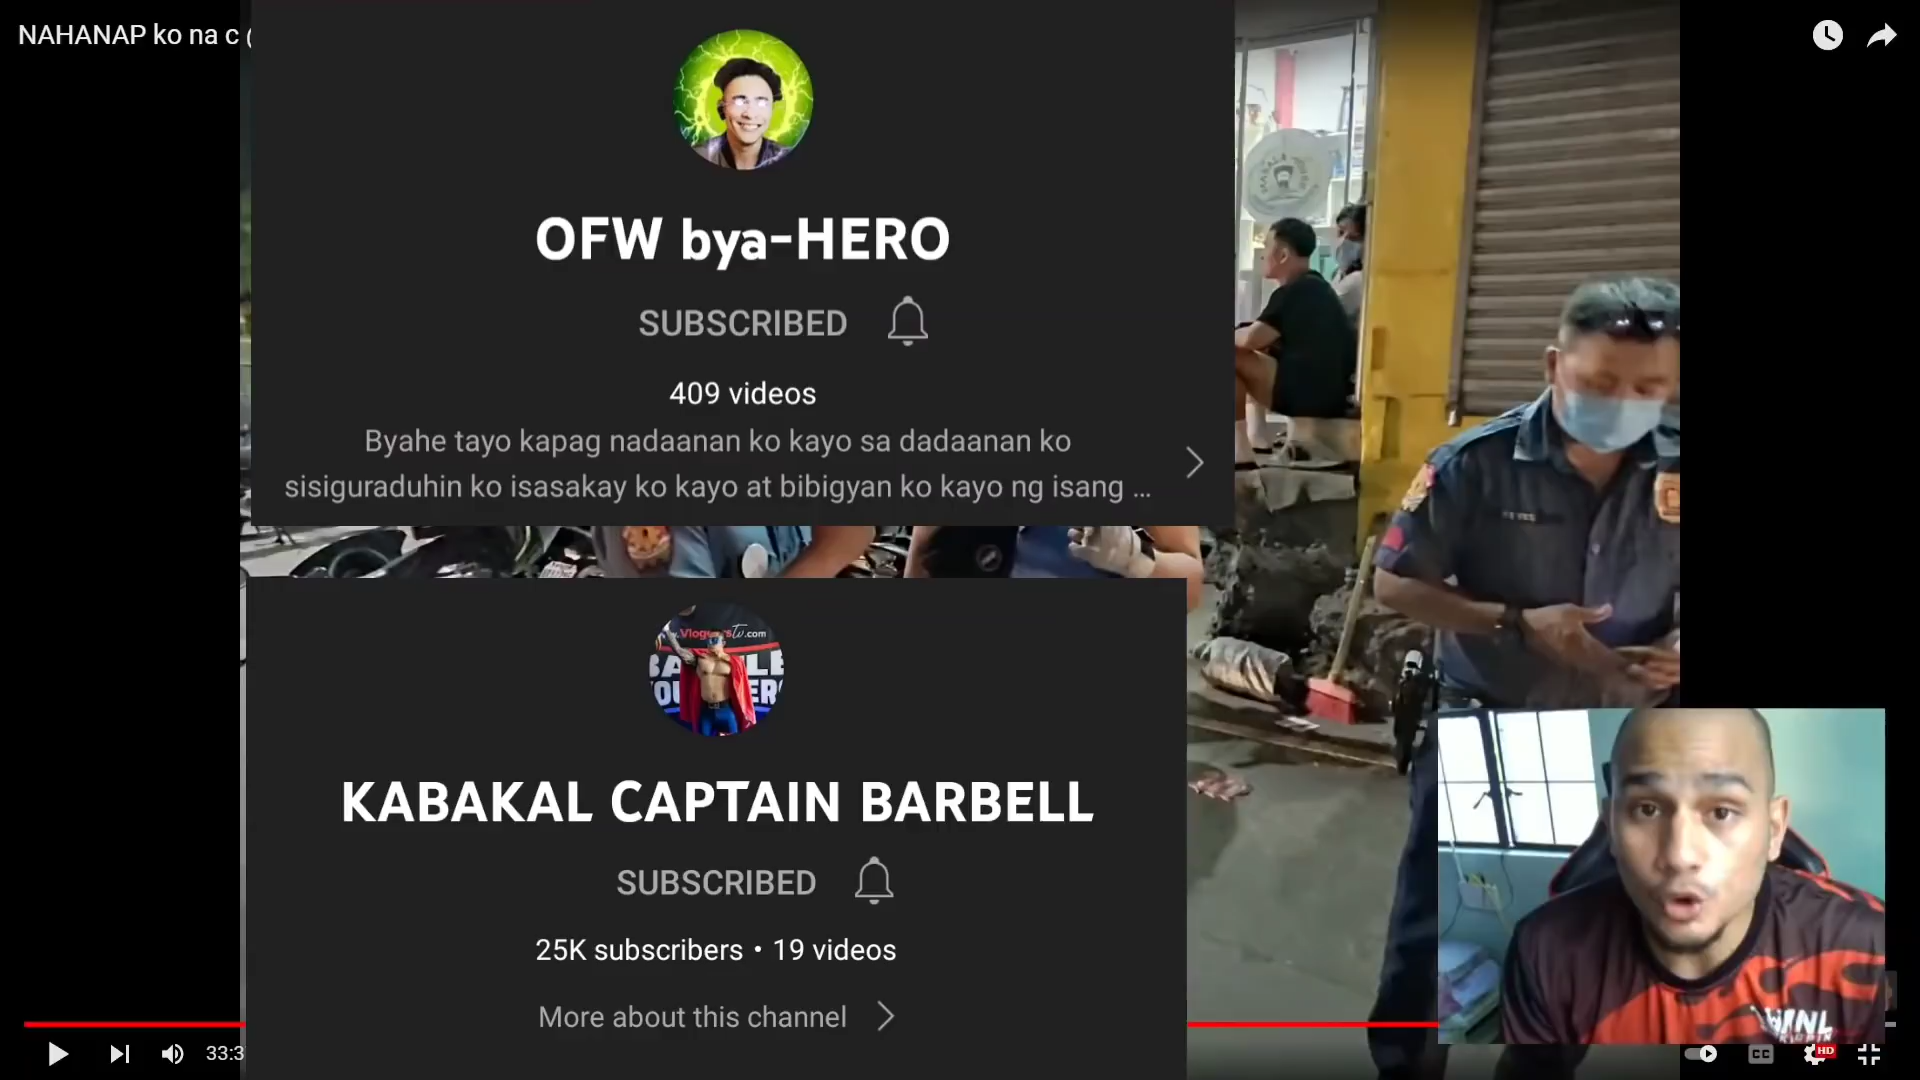 NAHANAP ko na c
OFW bya-HERO
SUBSCRIBED
409 videos
Byahe tayo kapag nadaanan ko kayo sa dadaanan ko
sisiguraduhin ko isasakay ko kayo at bibigyan ko kayo ng isang ...
KABAKAL CAPTAIN BARBELL
SUBSCRIBED
25K subscribers • 19 videos
More about this channel
33:3
CC
HD